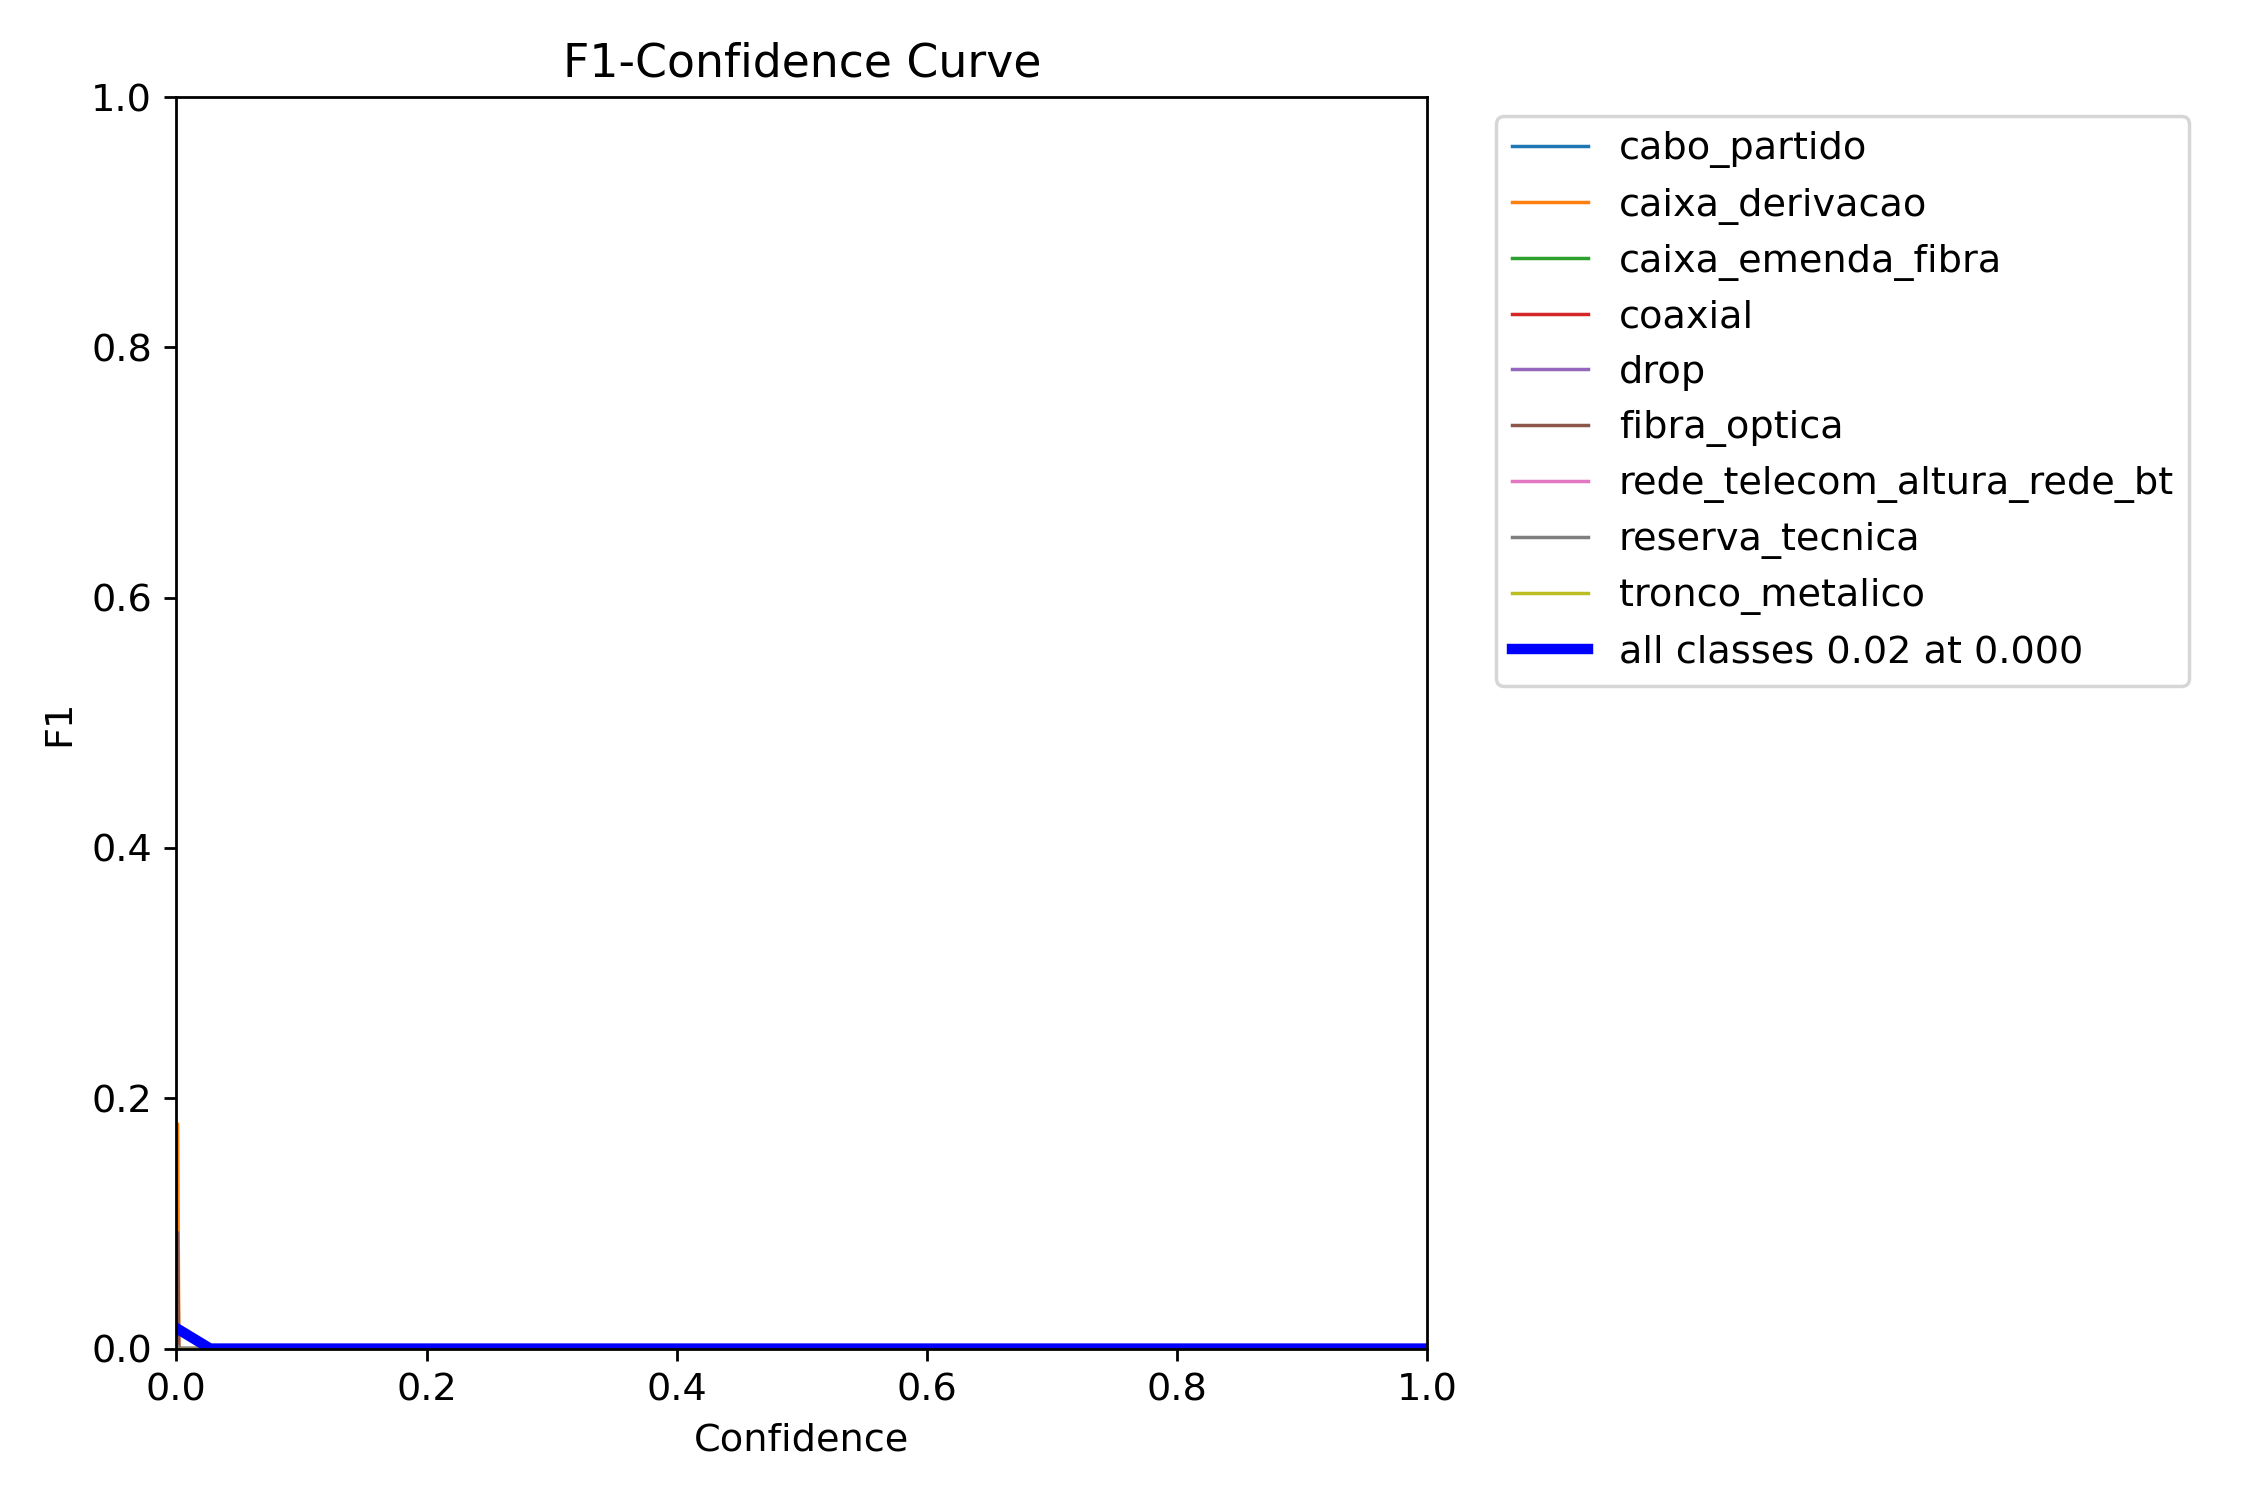 F1-Confidence Curve
1.0
0.8
0.6
0.4
0.2
0.0
F1
0.0 0.2 0.4 0.6 0.8 1.0
Confidence
cabo_partido
caixa_derivacao
caixa_emenda_fibra
coaxial
drop
fibra_optica
rede_telecom_altura_rede_bt
reserva_tecnica
tronco_metalico
all classes 0.02 at 0.000